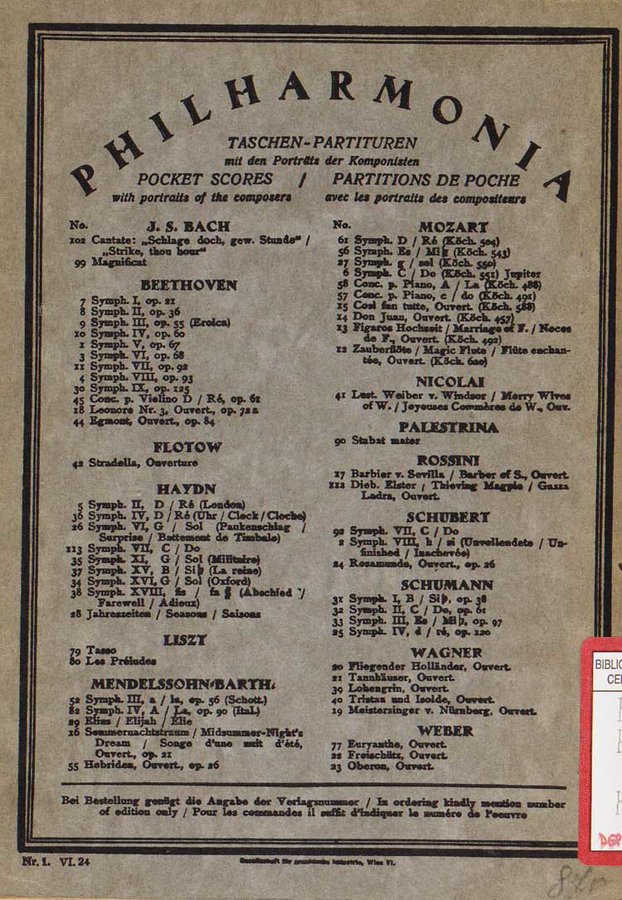 PHILHARMONIA
TASCHEN-PARTITUREN
mit den Porträts der Komponisten
POCKET SCORES / PARTITIONS DE POCHE
with portraits of the composers avec les portraits des compositeurs
No.
J. S. BACH
102 Cantate: „Schlage doch, gew. Stunde" /
„Strike, thou hour"
99 Magnificat
BEETHOVEN
7 Symph. I, op. 21
8 Symph. II, op. 36
9 Symph. III, op. 55 (Eroica)
10 Symph. IV, op. 60
1 Symph. V, op. 67
3 Symph. VI, op. 68
11 Symph. VII, op. 92
4 Symph. VIII, op. 93
30 Symph. IX, op. 125
45 Conc. p. Violino D / Ré, op. 61
18 Leonore Nr. 3, Ouvert., op. 72a
44 Egmont, Ouvert., op. 84
FLOTOW
42 Stradella, Ouverture
HAYDN
5 Symph. II, D / Ré (London)
36 Symph. IV, D / Ré (Uhr / Clock / Cloche)
26 Symph. VI, G / Sol (Paukenschlag /
Surprise / Battement de Timbale)
113 Symph. VII, C / Do
35 Symph. XI, G / Sol (Militaire)
37 Symph. XV, B / Si♭ (La reine)
34 Symph. XVI, G / Sol (Oxford)
38 Symph. XVIII, fis / fa ♯ (Abschied /
Farewell / Adieux)
28 Jahreszeiten / Seasons / Saisons
LISZT
79 Tasso
80 Les Préludes
MENDELSSOHN-BARTH.
52 Symph. III, a / la, op. 56 (Schott.)
82 Symph. IV, A / La, op. 90 (Ital.)
29 Elias / Elijah / Élie
16 Sommernachtstraum / Midsummer-Night's
Dream / Songe d'une nuit d'été,
Ouvert., op. 21
55 Hebriden, Ouvert., op. 26
No.
MOZART
61 Symph. D / Ré (Köch. 504)
56 Symph. Es / Mi♭ (Köch. 543)
27 Symph. g / sol (Köch. 550)
6 Symph. C / Do (Köch. 551) Jupiter
58 Conc. p. Piano, A / La (Köch. 488)
57 Conc. p. Piano, c / do (Köch. 491)
15 Cosi fan tutte, Ouvert. (Köch. 588)
14 Don Juan, Ouvert. (Köch. 457)
13 Figaros Hochzeit / Marriage of F. / Noces
de F., Ouvert. (Köch. 492)
12 Zauberflöte / Magic Flute / Flûte enchan-
tée, Ouvert. (Köch. 620)
NICOLAI
41 Lust. Weiber v. Windsor / Merry Wives
of W. / Joyeuses Commères de W., Ouv.
PALESTRINA
90 Stabat mater
ROSSINI
17 Barbier v. Sevilla / Barber of S., Ouvert.
112 Dieb. Elster / Thieving Magpie / Gazza
Ladra, Ouvert.
SCHUBERT
92 Symph. VII, C / Do
2 Symph. VIII, h / si (Unvollendete / Un-
finished / Inachevée)
24 Rosamunde, Ouvert., op. 26
SCHUMANN
31 Symph. I, B / Si♭, op. 38
32 Symph. II, C / Do, op. 61
33 Symph. III, Es / Mi♭, op. 97
25 Symph. IV, d / ré, op. 120
WAGNER
20 Fliegender Holländer, Ouvert.
21 Tannhäuser, Ouvert.
39 Lohengrin, Ouvert.
40 Tristan und Isolde, Ouvert.
19 Meistersinger v. Nürnberg, Ouvert.
WEBER
77 Euryanthe, Ouvert.
22 Freischütz, Ouvert.
23 Oberon, Ouvert.
Bei Bestellung genügt die Angabe der Verlagsnummer / In ordering kindly mention number
of edition only / Pour les commandes il suffit d'indiquer le numéro de l'oeuvre
Nr. 1. VI. 24
Gesellschaft für graphische Industrie, Wien VI.
BIBLIO
CE
DEP